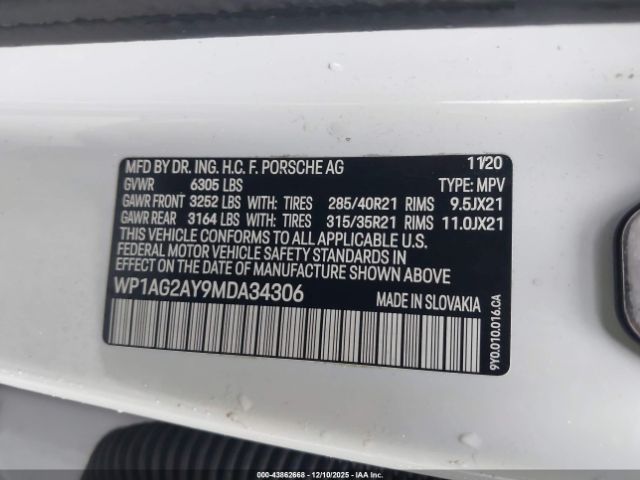 MFD BY DR. ING. H.C. F. PORSCHE AG 11/20
GVWR 6305 LBS TYPE: MPV
GAWR FRONT 3252 LBS WITH: TIRES 285/40R21 RIMS 9.5JX21
GAWR REAR 3164 LBS WITH: TIRES 315/35R21 RIMS 11.0JX21
THIS VEHICLE CONFORMS TO ALL APPLICABLE U.S.
FEDERAL MOTOR VEHICLE SAFETY STANDARDS IN
EFFECT ON THE DATE OF MANUFACTURE SHOWN ABOVE
WP1AG2AY9MDA34306 MADE IN SLOVAKIA
9Y0.010.016.CA
000-43862668 - 12/10/2025 - IAAI, Inc.